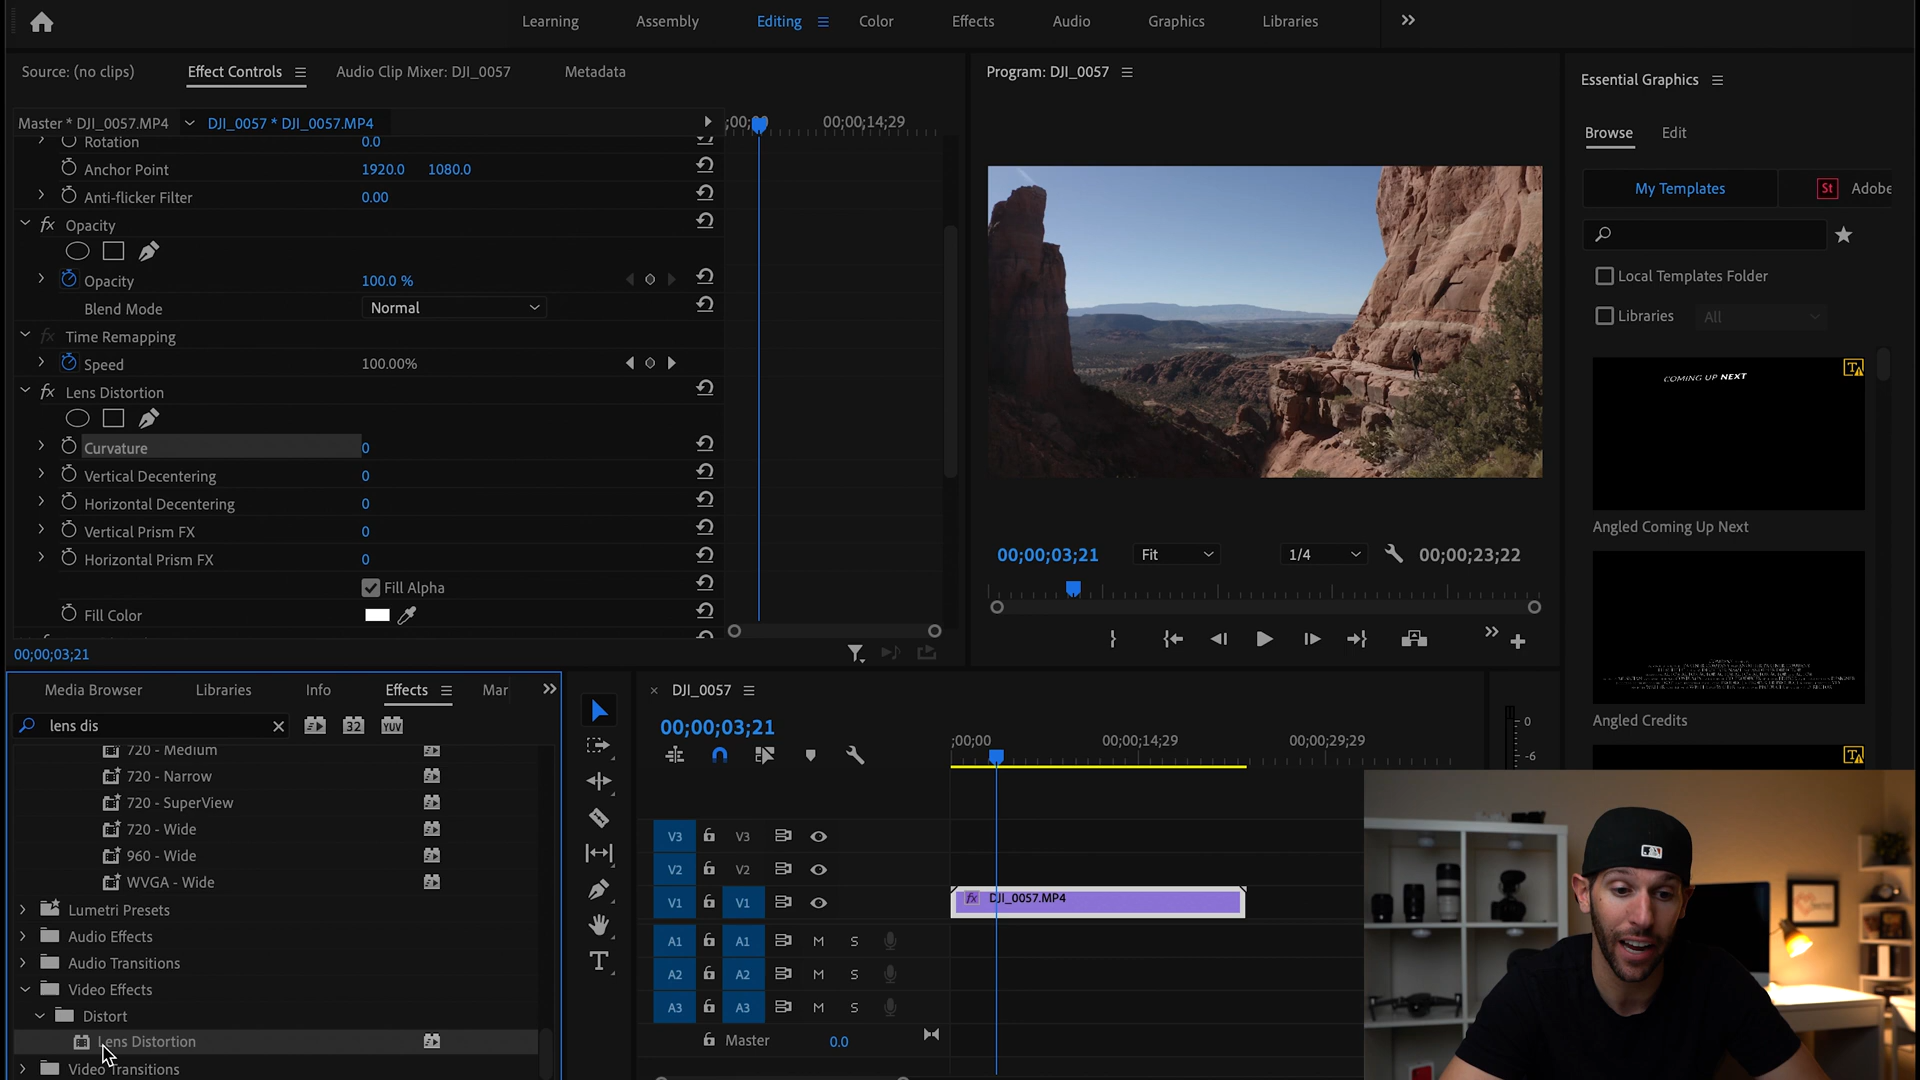 Learning Assembly Editing Color Effects Audio Graphics Libraries
Source: (no clips) Effect Controls Audio Clip Mixer: DJI_0057 Metadata
Master * DJI_0057.MP4 DJI_0057 * DJI_0057.MP4
00;00;14;29
Rotation 0.0
Anchor Point 1920.0 1080.0
Anti-flicker Filter 0.00
fx Opacity
Opacity 100.0 %
Blend Mode Normal
fx Time Remapping
Speed 100.00%
fx Lens Distortion
Curvature 0
Vertical Decentering 0
Horizontal Decentering 0
Vertical Prism FX 0
Horizontal Prism FX 0
Fill Alpha
Fill Color
00;00;03;21
Program: DJI_0057
00;00;03;21 Fit 1/4 00;00;23;22
Essential Graphics
Browse Edit
My Templates St Adobe
Local Templates Folder
Libraries All
COMING UP NEXT
Angled Coming Up Next
Angled Credits
Media Browser Libraries Info Effects Mar
lens dis 32 YUV
720 - Medium
720 - Narrow
720 - SuperView
720 - Wide
960 - Wide
WVGA - Wide
Lumetri Presets
Audio Effects
Audio Transitions
Video Effects
Distort
Lens Distortion
Video Transitions
DJI_0057
00;00;03;21
;00;00 00;00;14;29 00;00;29;29
V3 V3
V2 V2
V1 V1 fx DJI_0057.MP4
A1 A1 M S
A2 A2 M S
A3 A3 M S
Master 0.0
0
-6